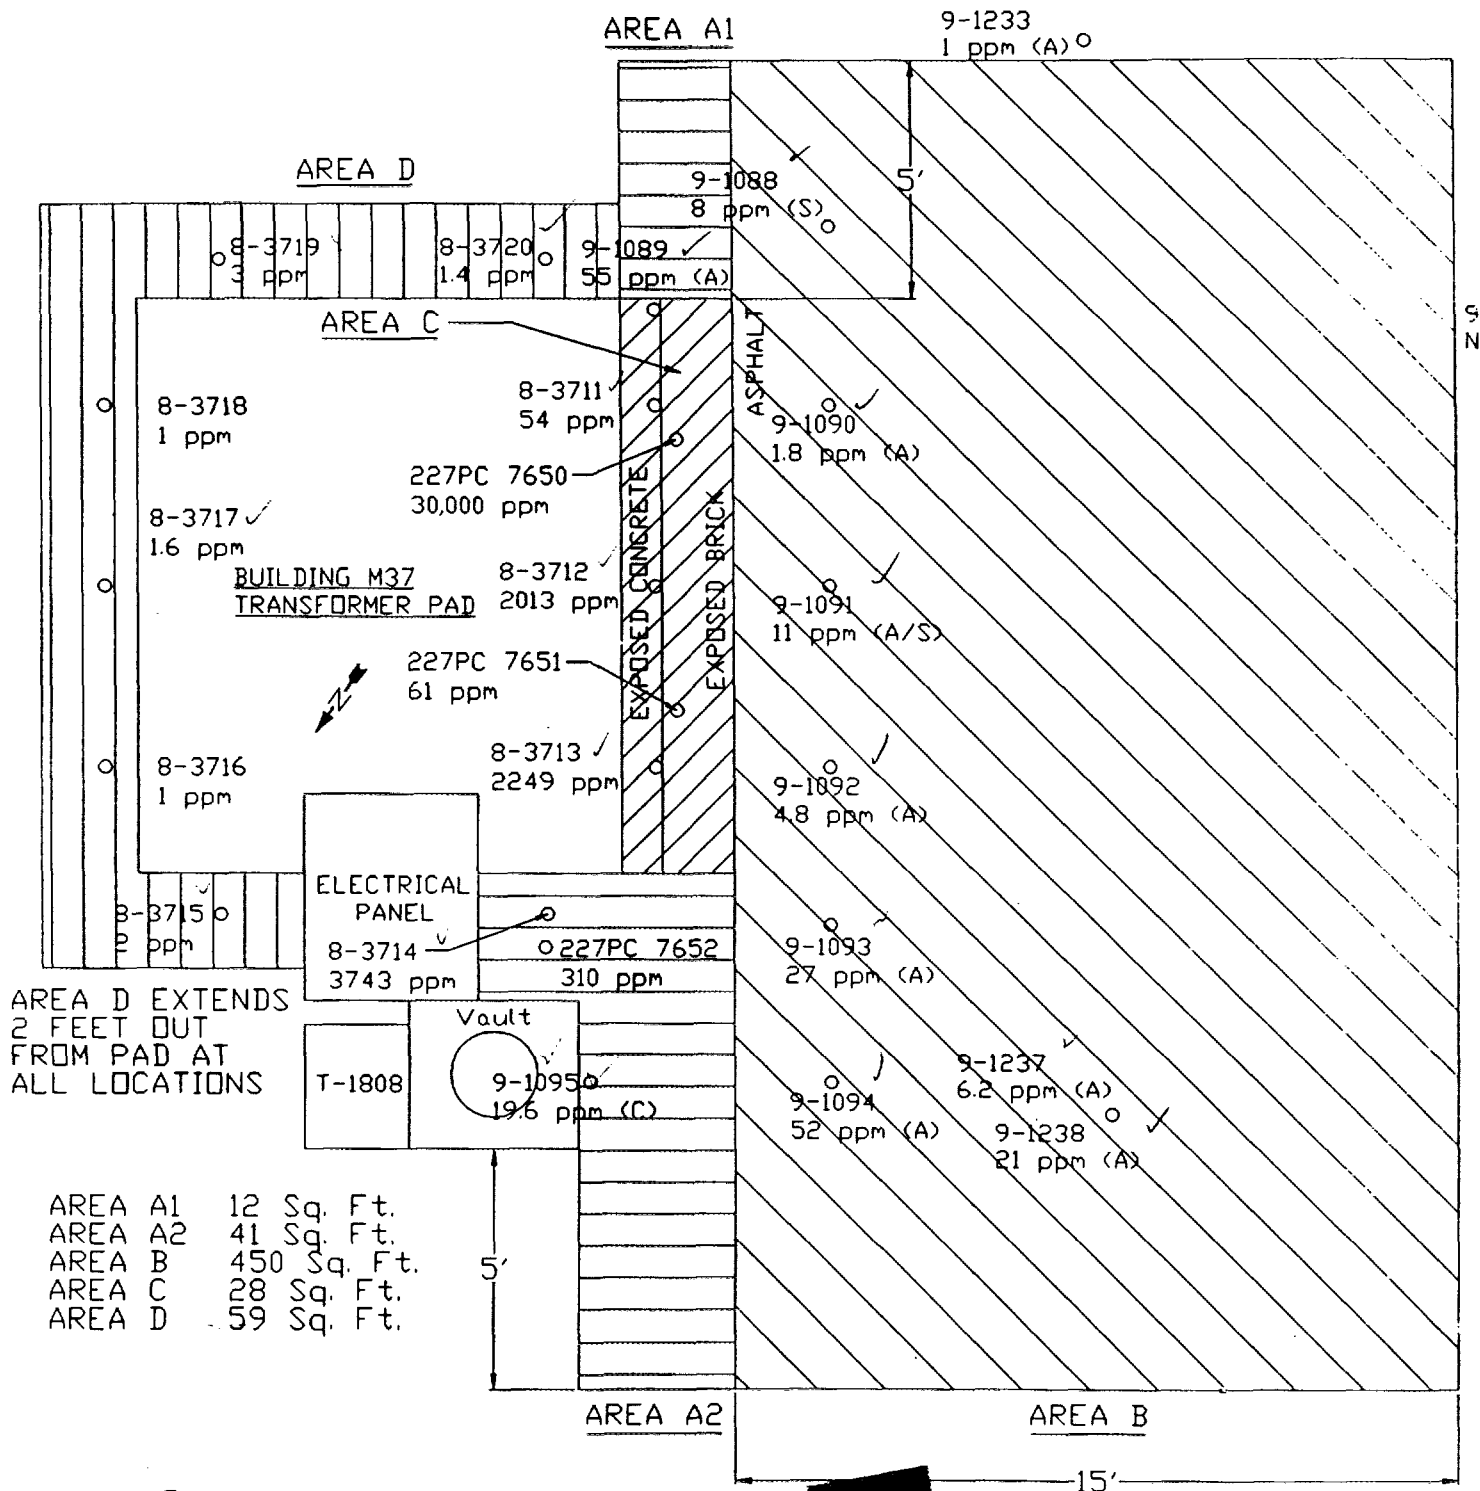 AREA A1
9-1233
1 ppm (A)
AREA D
9-1088
8 ppm (S)
5'
8-3719
3 ppm
8-3720
1.4 ppm
9-1089
55 ppm (A)
AREA C
ASPHALT
N
8-3718
1 ppm
8-3711
54 ppm
9-1090
1.8 ppm (A)
227PC 7650
30,000 ppm
EXPOSED CONCRETE
EXPOSED BRICK
8-3717
1.6 ppm
BUILDING M37
TRANSFORMER PAD
8-3712
2013 ppm
9-1091
11 ppm (A/S)
227PC 7651
61 ppm
N
8-3716
1 ppm
8-3713
2249 ppm
9-1092
4.8 ppm (A)
ELECTRICAL
PANEL
8-3715
2 ppm
8-3714
3743 ppm
227PC 7652
310 ppm
9-1093
27 ppm (A)
AREA D EXTENDS
2 FEET OUT
FROM PAD AT
ALL LOCATIONS
Vault
T-1808
9-1095
19.6 ppm (C)
9-1094
52 ppm (A)
9-1237
6.2 ppm (A)
9-1238
21 ppm (A)
AREA A1 12 Sq. Ft.
AREA A2 41 Sq. Ft.
AREA B 450 Sq. Ft.
AREA C 28 Sq. Ft.
AREA D 59 Sq. Ft.
5'
AREA A2
AREA B
15'